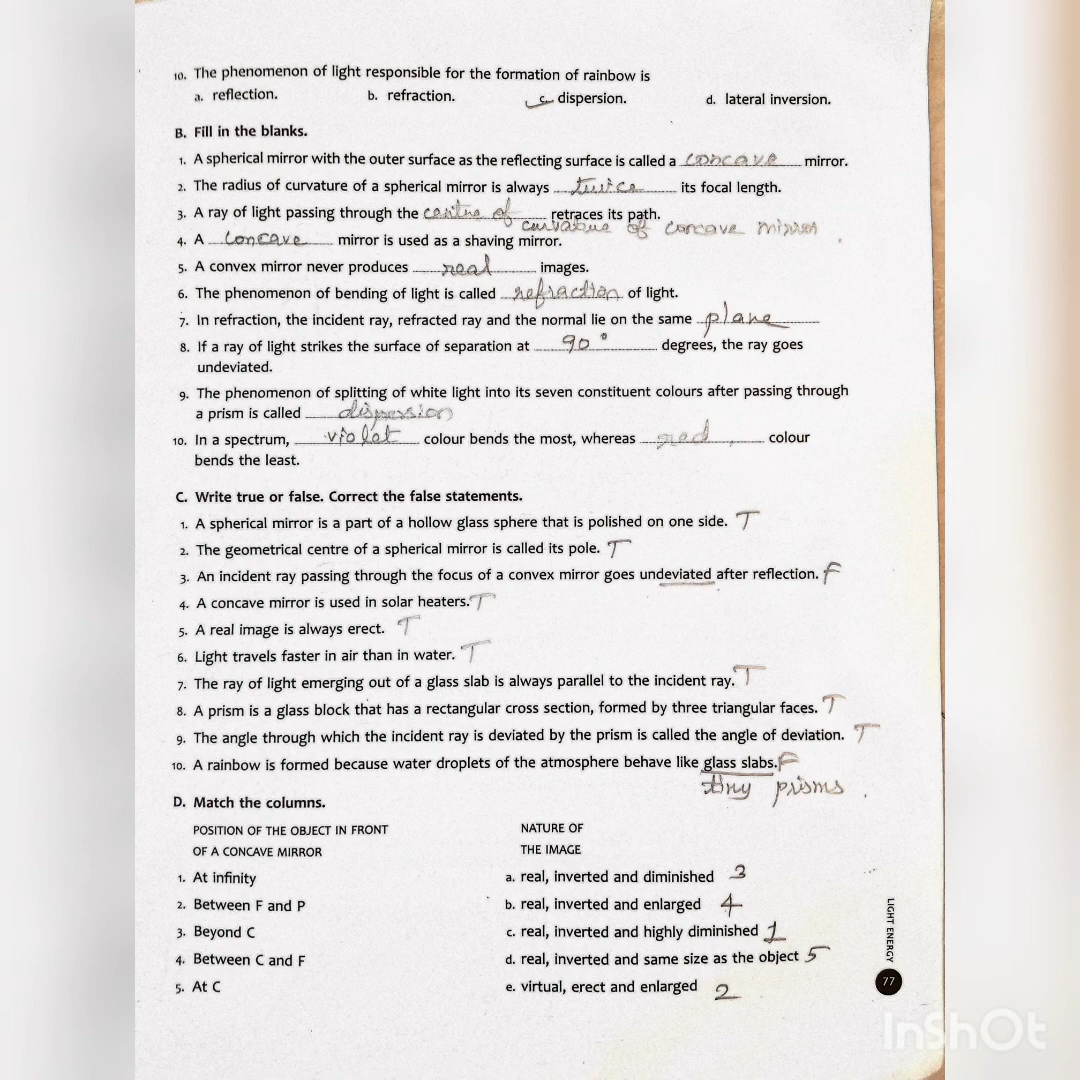 10. The phenomenon of light responsible for the formation of rainbow is
a. reflection. b. refraction. c. dispersion. d. lateral inversion.
B. Fill in the blanks.
1. A spherical mirror with the outer surface as the reflecting surface is called a concave mirror.
2. The radius of curvature of a spherical mirror is always twice its focal length.
3. A ray of light passing through the centre of retraces its path.
curvature of concave mirror
4. A concave mirror is used as a shaving mirror.
5. A convex mirror never produces real images.
6. The phenomenon of bending of light is called refraction of light.
7. In refraction, the incident ray, refracted ray and the normal lie on the same plane
8. If a ray of light strikes the surface of separation at 90° degrees, the ray goes
undeviated.
9. The phenomenon of splitting of white light into its seven constituent colours after passing through
a prism is called dispersion
10. In a spectrum, violet colour bends the most, whereas red colour
bends the least.
C. Write true or false. Correct the false statements.
1. A spherical mirror is a part of a hollow glass sphere that is polished on one side. T
2. The geometrical centre of a spherical mirror is called its pole. T
3. An incident ray passing through the focus of a convex mirror goes undeviated after reflection. F
4. A concave mirror is used in solar heaters. T
5. A real image is always erect. T
6. Light travels faster in air than in water. T
7. The ray of light emerging out of a glass slab is always parallel to the incident ray. T
8. A prism is a glass block that has a rectangular cross section, formed by three triangular faces. T
9. The angle through which the incident ray is deviated by the prism is called the angle of deviation. T
10. A rainbow is formed because water droplets of the atmosphere behave like glass slabs. F
tiny prisms
D. Match the columns.
POSITION OF THE OBJECT IN FRONT NATURE OF
OF A CONCAVE MIRROR THE IMAGE
1. At infinity a. real, inverted and diminished 3
2. Between F and P b. real, inverted and enlarged 4
3. Beyond C c. real, inverted and highly diminished 1
4. Between C and F d. real, inverted and same size as the object 5
5. At C e. virtual, erect and enlarged 2
LIGHT ENERGY
77
InShOt